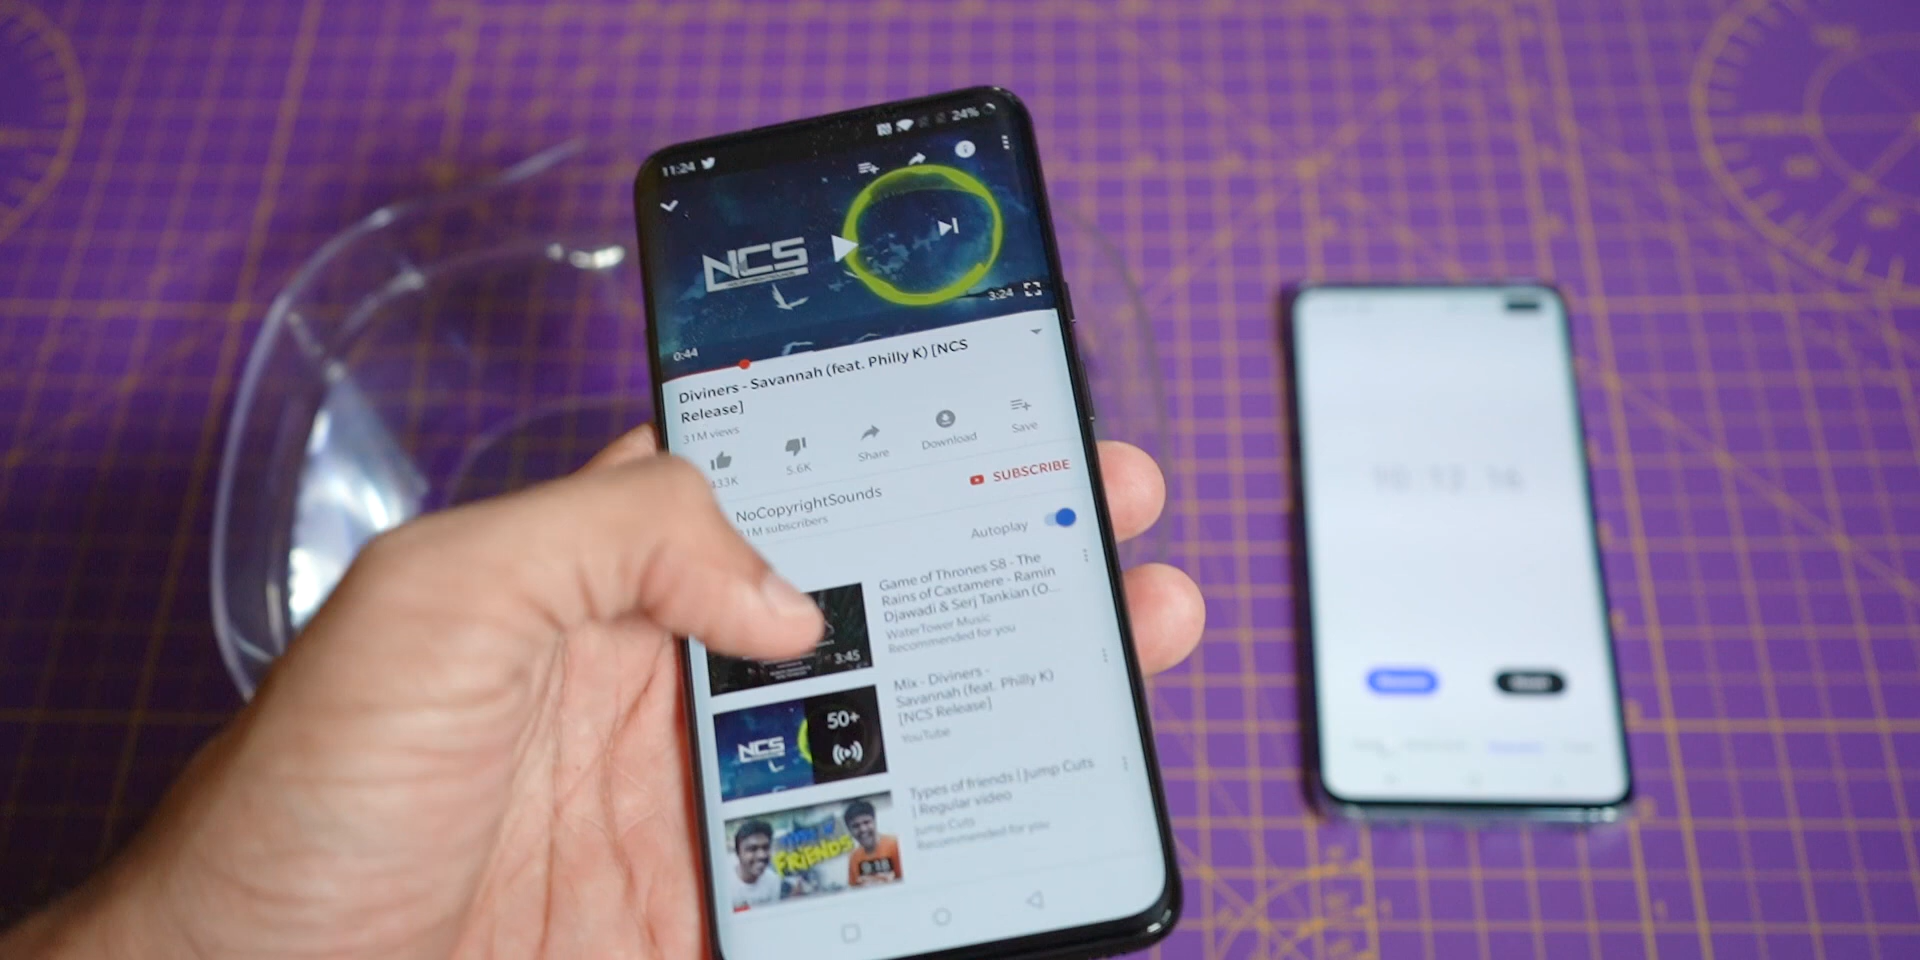 11:24
24%
NCS
0:44
3:24
Diviners - Savannah (feat. Philly K) [NCS
Release]
31M views
433K
5.6K
Share
Download
Save
NoCopyrightSounds
SUBSCRIBE
1M subscribers
Autoplay
Game of Thrones S8 - The
Rains of Castamere - Ramin
Djawadi & Serj Tankian (O...
WaterTower Music
Recommended for you
3:45
Mix - Diviners -
Savannah (feat. Philly K)
[NCS Release]
YouTube
NCS
50+
Types of friends | Jump Cuts
| Regular video
Jump Cuts
Recommended for you
FRIENDS